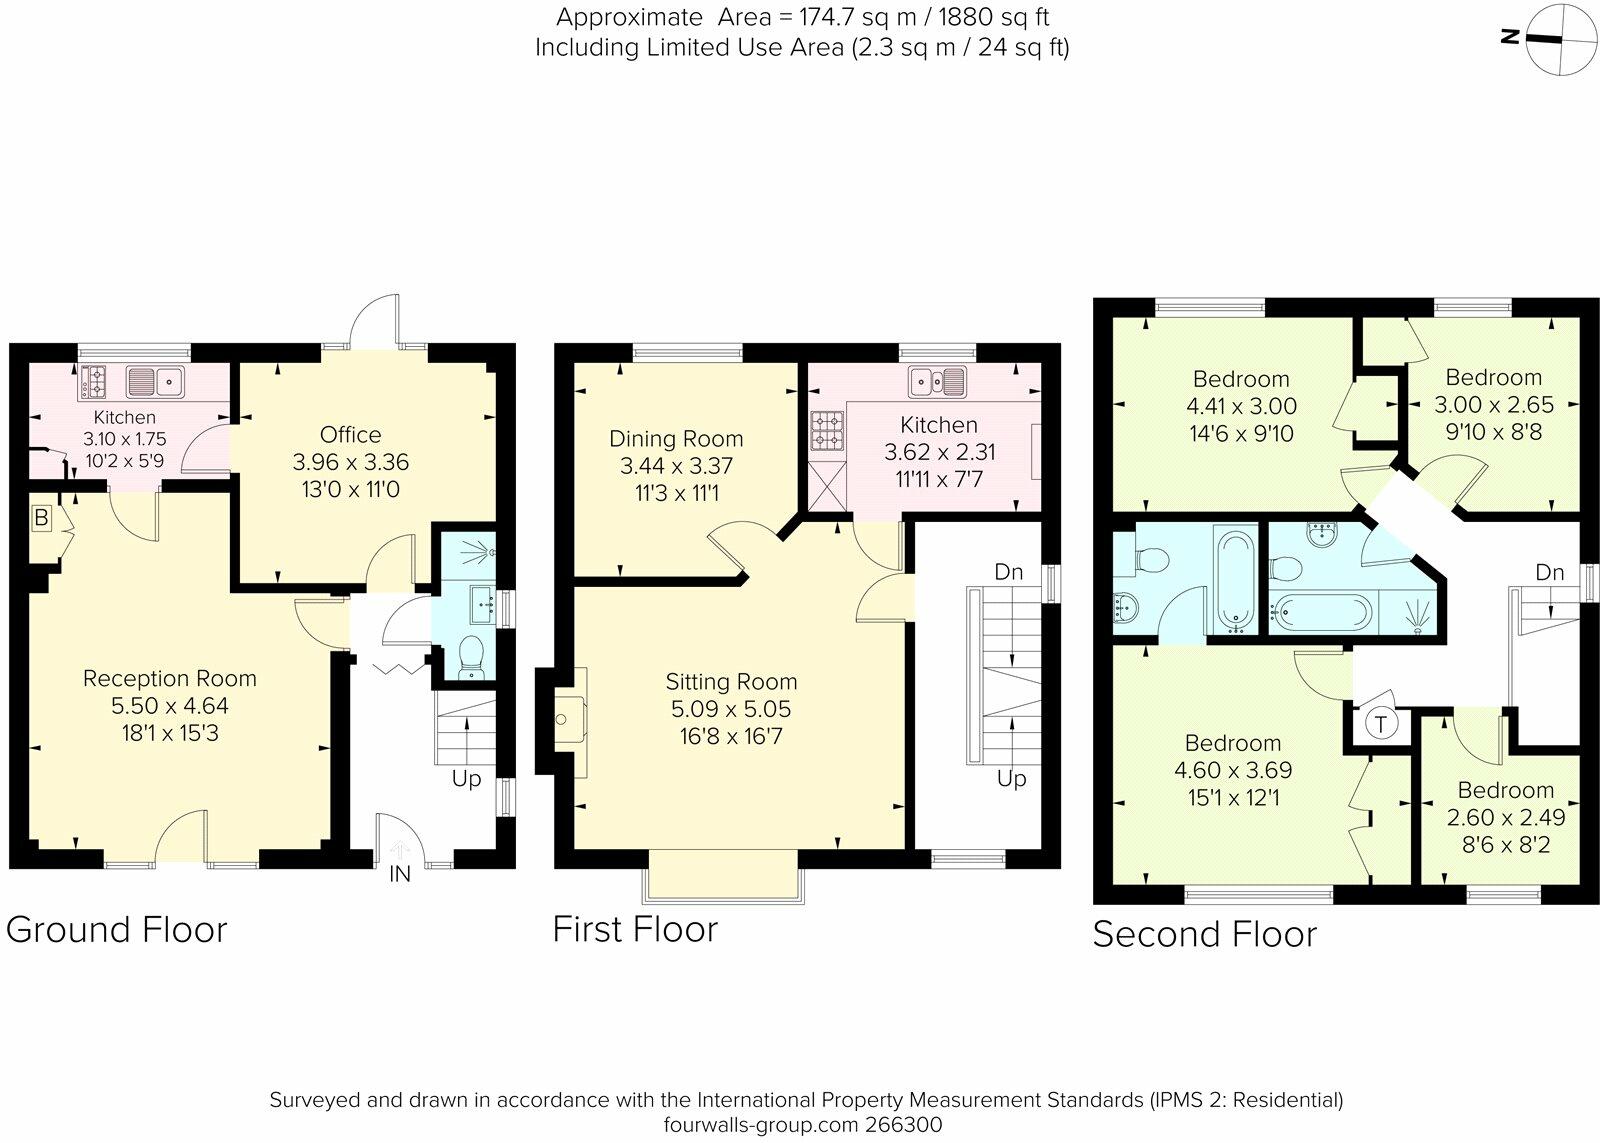 Approximate Area = 174.7 sq m / 1880 sq ft
Including Limited Use Area (2.3 sq m / 24 sq ft)
N
Kitchen
3.10 x 1.75
10'2 x 5'9
Office
3.96 x 3.36
13'0 x 11'0
B
Reception Room
5.50 x 4.64
18'1 x 15'3
Up
IN
Ground Floor
Dining Room
3.44 x 3.37
11'3 x 11'1
Kitchen
3.62 x 2.31
11'11 x 7'7
Dn
Sitting Room
5.09 x 5.05
16'8 x 16'7
Up
First Floor
Bedroom
4.41 x 3.00
14'6 x 9'10
Bedroom
3.00 x 2.65
9'10 x 8'8
Dn
T
Bedroom
4.60 x 3.69
15'1 x 12'1
Bedroom
2.60 x 2.49
8'6 x 8'2
Second Floor
Surveyed and drawn in accordance with the International Property Measurement Standards (IPMS 2: Residential)
fourwalls-group.com 266300